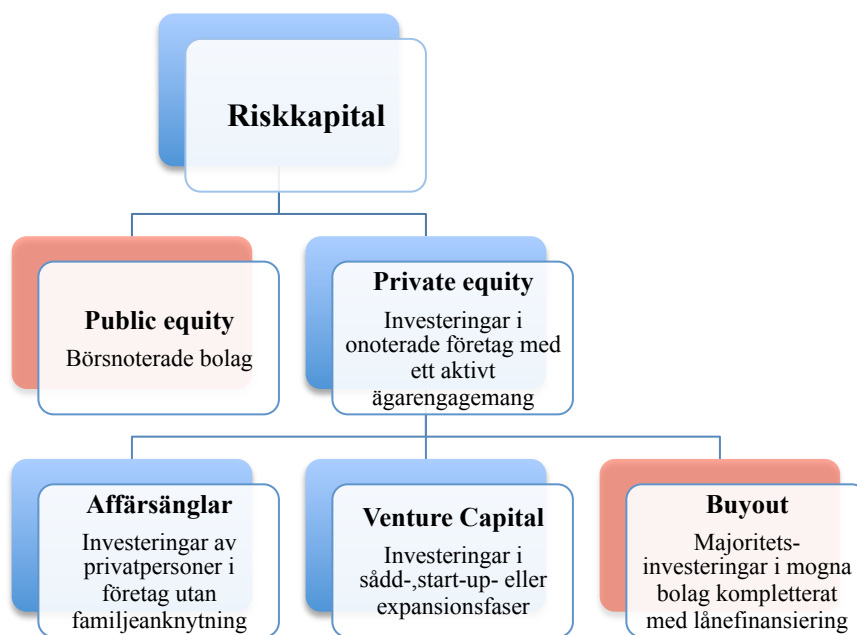 Riskkapital
Public equity
Börsnoterade bolag
Private equity
Investeringar i
onoterade företag med
ett aktivt
ägarengagemang
Affärsänglar
Investeringar av
privatpersoner i
företag utan
familjeanknytning
Venture Capital
Investeringar i
sådd-,start-up- eller
expansionsfaser
Buyout
Majoritets-
investeringar i mogna
bolag kompletterat
med lånefinansiering